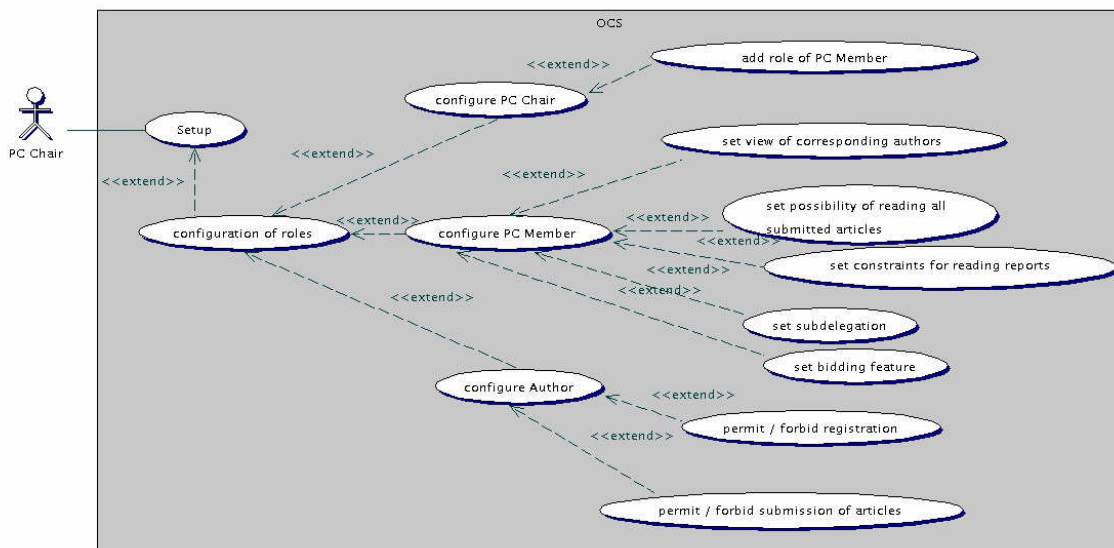 OCS
<<extend>>
add role of PC Member
configure PC Chair
PC Chair
Setup
<<extend>>
set view of corresponding authors
<<extend>>
<<extend>>
configuration of roles
<<extend>>
configure PC Member
<<extend>>
set possibility of reading all
submitted articles
<<extend>>
set constraints for reading reports
<<extend>>
<<extend>>
<<extend>>
set subdelegation
set bidding feature
configure Author
<<extend>>
permit / forbid registration
<<extend>>
permit / forbid submission of articles